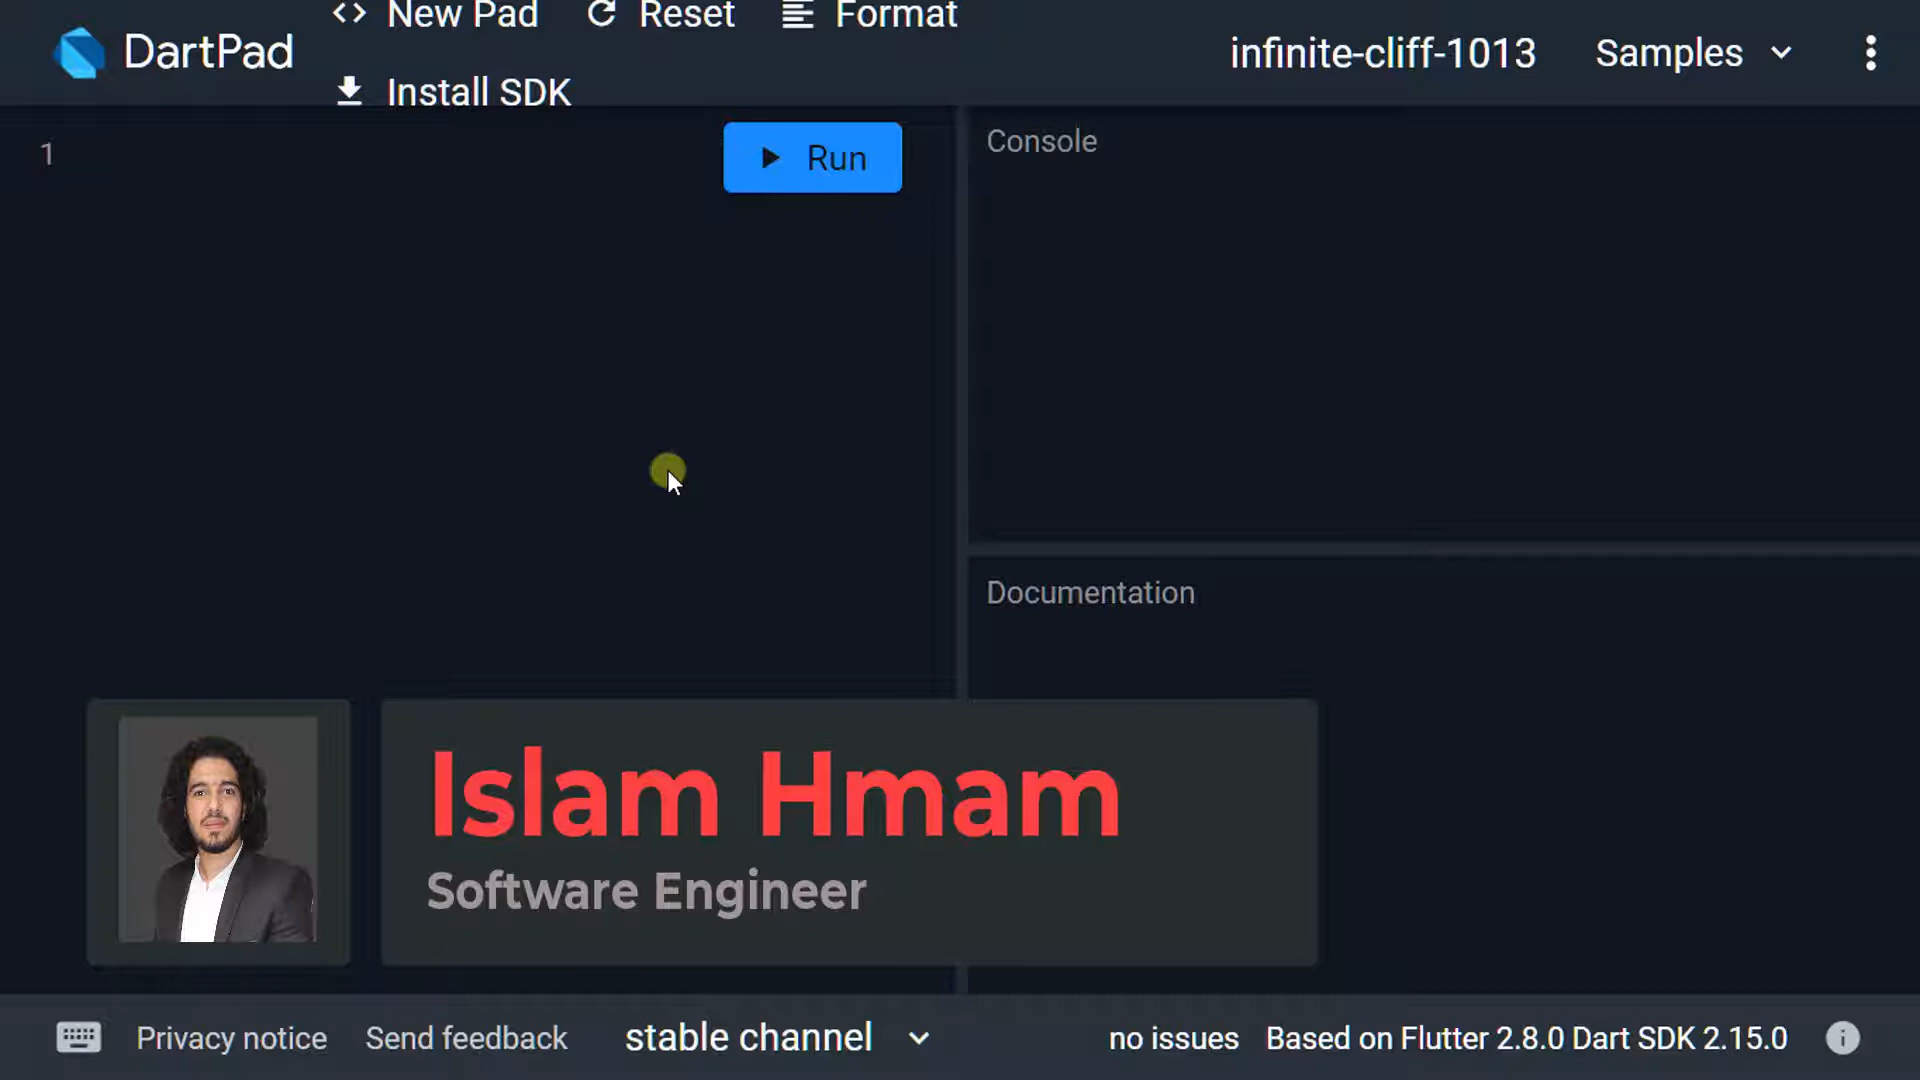 DartPad
<> New Pad
Reset
Format
Install SDK
infinite-cliff-1013
Samples
1
Run
Console
Documentation
Islam Hmam
Software Engineer
Privacy notice
Send feedback
stable channel
no issues
Based on Flutter 2.8.0 Dart SDK 2.15.0